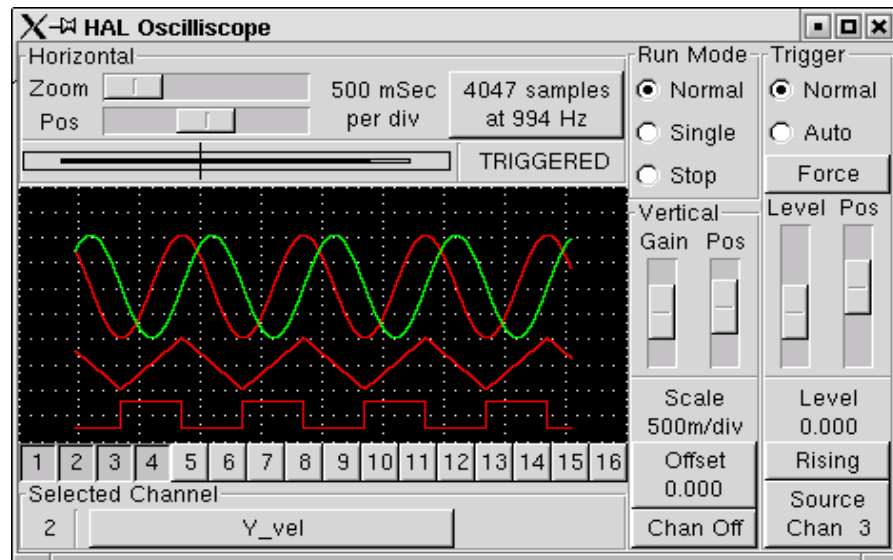 HAL Oscilliscope
Horizontal
Zoom
Pos
500 mSec
per div
4047 samples
at 994 Hz
TRIGGERED
Run Mode
Normal
Single
Stop
Trigger
Normal
Auto
Force
Level Pos
Vertical
Gain Pos
Scale
500m/div
Offset
0.000
Chan Off
Level
0.000
Rising
Source
Chan 3
1 2 3 4 5 6 7 8 9 10 11 12 13 14 15 16
Selected Channel
2 Y_vel